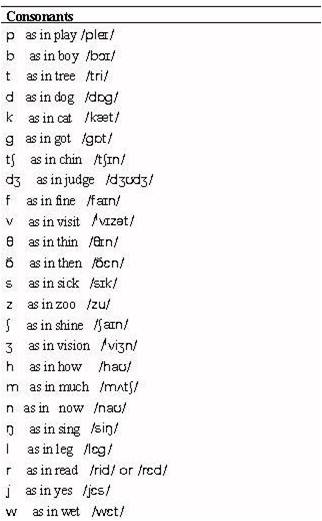 Consonants
p as in play /pleɪ/
b as in boy /bɔɪ/
t as in tree /tri/
d as in dog /dɒg/
k as in cat /kæt/
g as in got /gɒt/
tʃ as in chin /tʃɪn/
dʒ as in judge /dʒʊdʒ/
f as in fine /faɪn/
v as in visit /ˈvɪzət/
θ as in thin /θɪn/
ð as in then /ðɛn/
s as in sick /sɪk/
z as in zoo /zu/
ʃ as in shine /ʃaɪn/
ʒ as in vision /ˈviʒn/
h as in how /haʊ/
m as in much /mʌtʃ/
n as in now /naʊ/
ŋ as in sing /siŋ/
l as in leg /lɛg/
r as in read /rid/ or /rɛd/
j as in yes /jɛs/
w as in wet /wɛt/